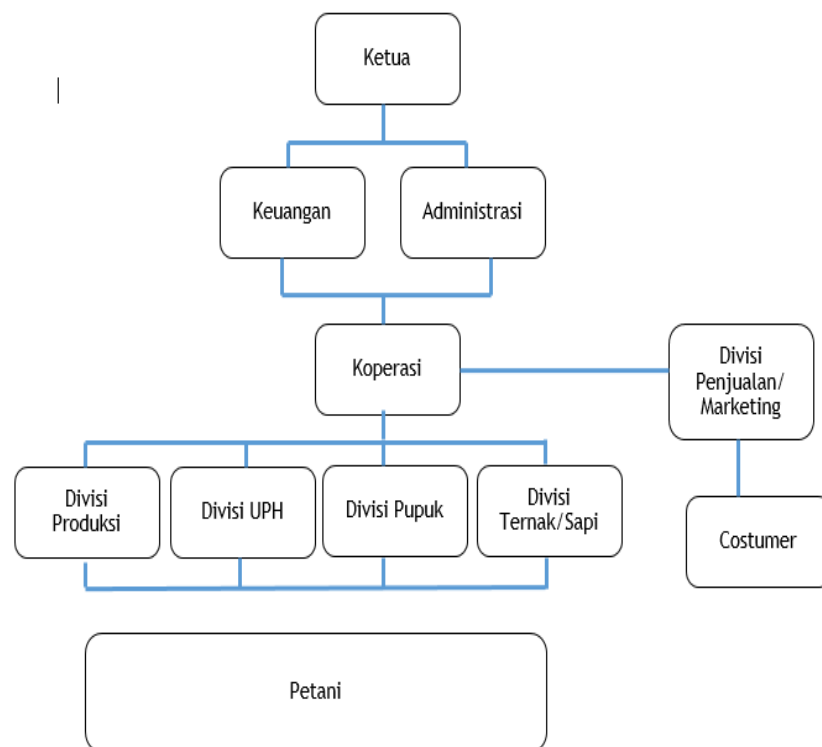 Ketua
Keuangan
Administrasi
Koperasi
Divisi
Penjualan/
Marketing
Divisi
Produksi
Divisi UPH
Divisi Pupuk
Divisi
Ternak/Sapi
Costumer
Petani